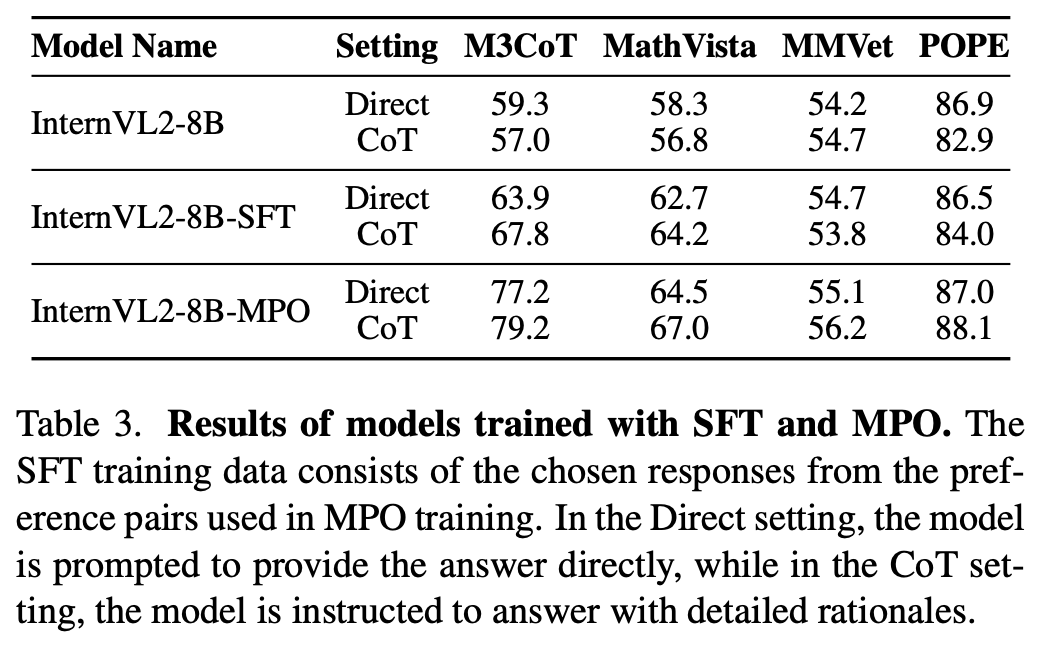 Model Name Setting M3CoT MathVista MMVet POPE
InternVL2-8B
Direct 59.3 58.3 54.2 86.9
CoT 57.0 56.8 54.7 82.9
InternVL2-8B-SFT
Direct 63.9 62.7 54.7 86.5
CoT 67.8 64.2 53.8 84.0
InternVL2-8B-MPO
Direct 77.2 64.5 55.1 87.0
CoT 79.2 67.0 56.2 88.1
Table 3. Results of models trained with SFT and MPO. The
SFT training data consists of the chosen responses from the pref-
erence pairs used in MPO training. In the Direct setting, the model
is prompted to provide the answer directly, while in the CoT set-
ting, the model is instructed to answer with detailed rationales.